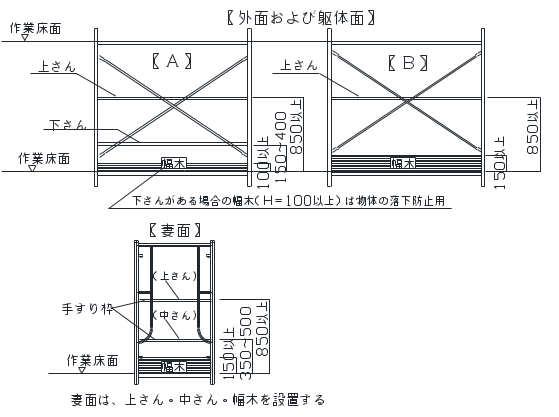 〖外面および躯体面〗
作業床面
〖A〗
〖B〗
上さん
上さん
下さん
作業床面
幅木
幅木
100以上
150～400
850以上
150以上
850以上
下さんがある場合の幅木(H=100以上)は物体の落下防止用
〖妻面〗
(上さん)
手すり枠
(中さん)
作業床面
幅木
150以上
350～500
850以上
妻面は、上さん。中さん。幅木を設置する